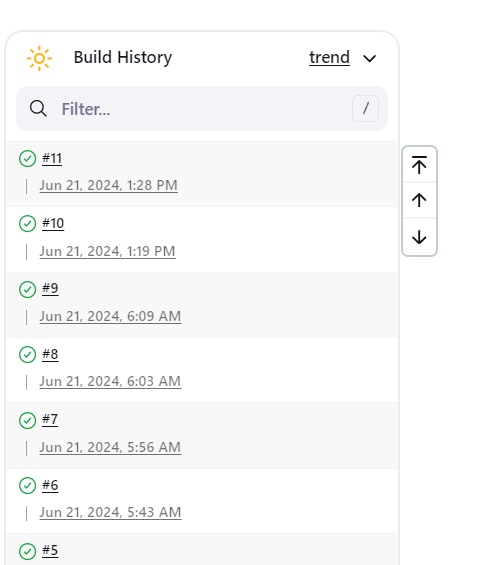 Build History trend
Filter... /
#11
Jun 21, 2024, 1:28 PM
#10
Jun 21, 2024, 1:19 PM
#9
Jun 21, 2024, 6:09 AM
#8
Jun 21, 2024, 6:03 AM
#7
Jun 21, 2024, 5:56 AM
#6
Jun 21, 2024, 5:43 AM
#5